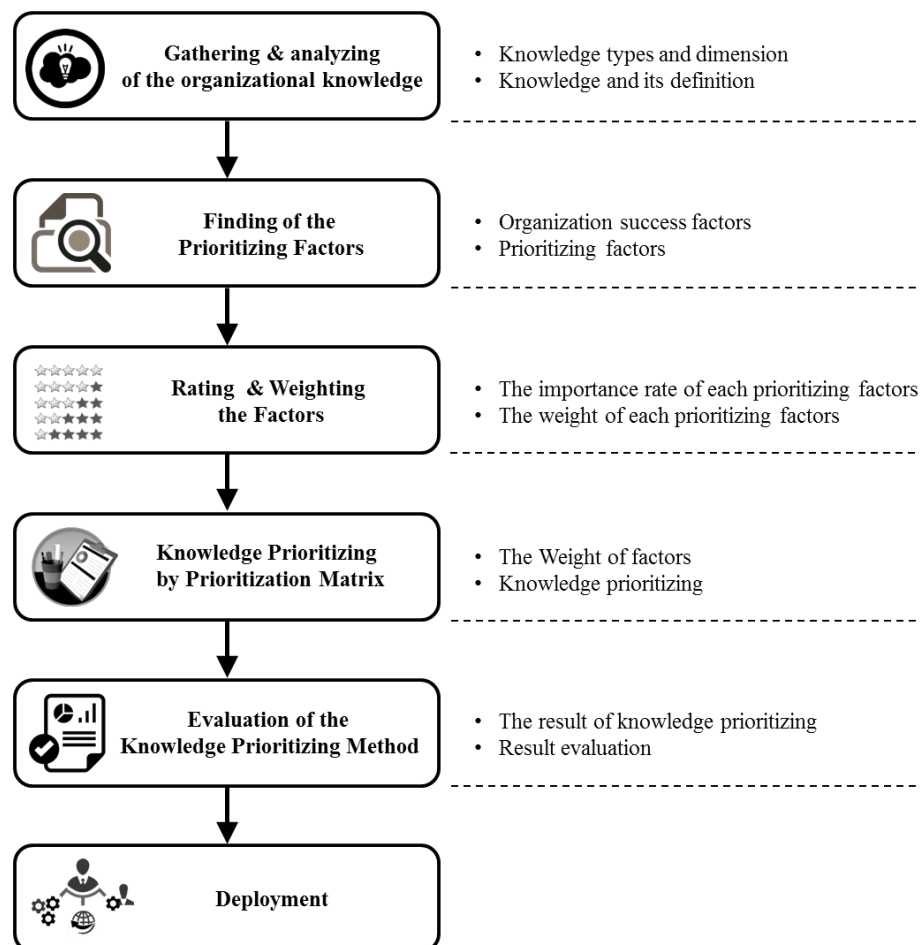 Gathering & analyzing
of the organizational knowledge
• Knowledge types and dimension
• Knowledge and its definition
Finding of the
Prioritizing Factors
• Organization success factors
• Prioritizing factors
Rating & Weighting
the Factors
• The importance rate of each prioritizing factors
• The weight of each prioritizing factors
Knowledge Prioritizing
by Prioritization Matrix
• The Weight of factors
• Knowledge prioritizing
Evaluation of the
Knowledge Prioritizing Method
• The result of knowledge prioritizing
• Result evaluation
Deployment